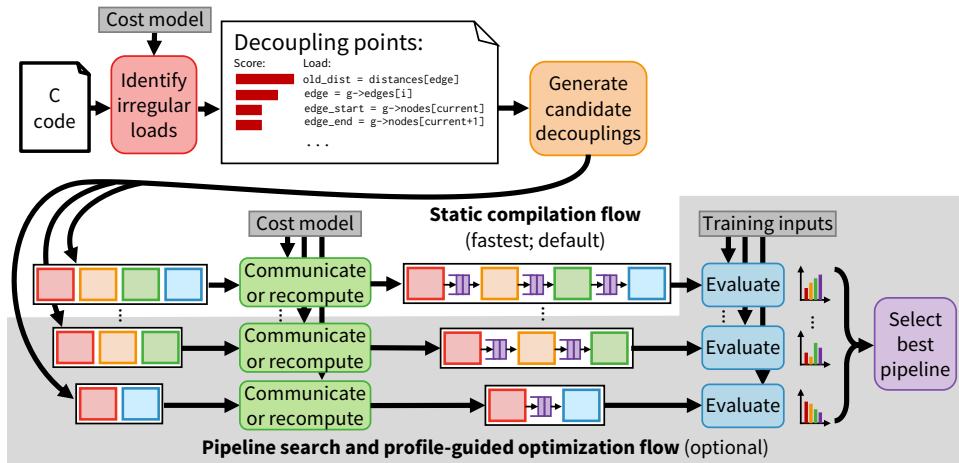 Cost model
C
code
Identify
irregular
loads
Decoupling points:
Score:
Load:
old_dist = distances[edge]
edge = g->edges[i]
edge_start = g->nodes[current]
edge_end = g->nodes[current+1]
...
Generate
candidate
decouplings
Cost model
Static compilation flow
(fastest; default)
Training inputs
Communicate
or recompute
Evaluate
Communicate
or recompute
Evaluate
Communicate
or recompute
Evaluate
Select
best
pipeline
Pipeline search and profile-guided optimization flow (optional)